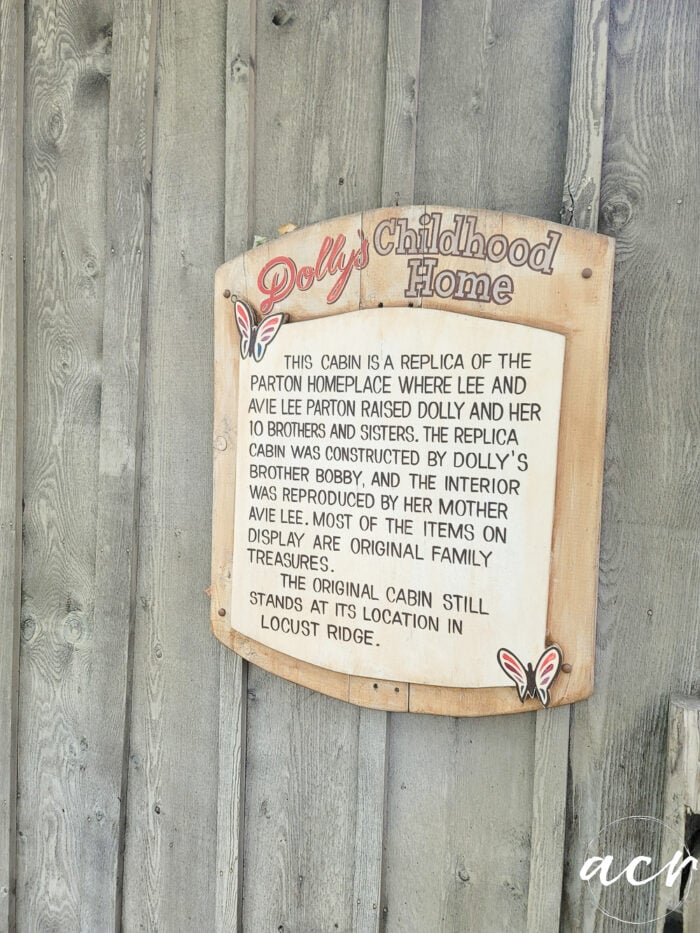 Dolly's Childhood
Home
THIS CABIN IS A REPLICA OF THE
PARTON HOMEPLACE WHERE LEE AND
AVIE LEE PARTON RAISED DOLLY AND HER
10 BROTHERS AND SISTERS. THE REPLICA
CABIN WAS CONSTRUCTED BY DOLLY'S
BROTHER BOBBY, AND THE INTERIOR
WAS REPRODUCED BY HER MOTHER
AVIE LEE. MOST OF THE ITEMS ON
DISPLAY ARE ORIGINAL FAMILY
TREASURES.
THE ORIGINAL CABIN STILL
STANDS AT ITS LOCATION IN
LOCUST RIDGE.
acr